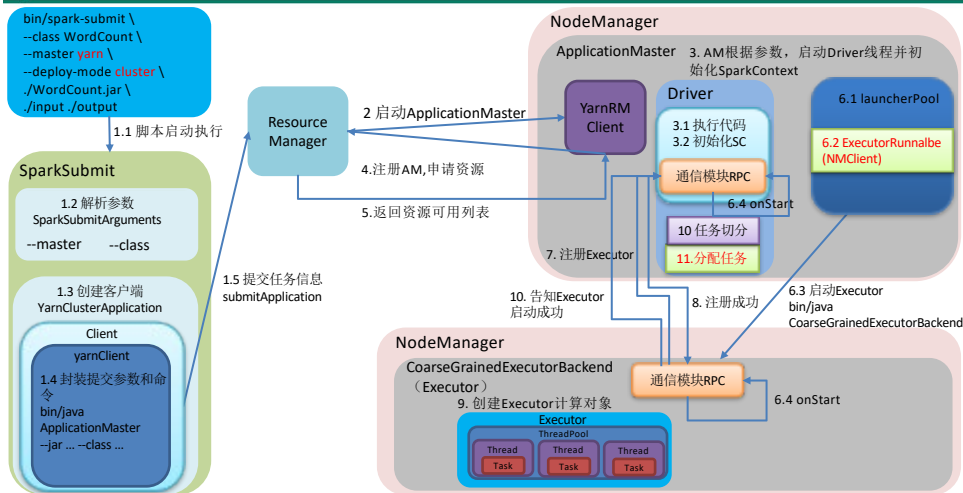 bin/spark-submit \
--class WordCount \
--master yarn \
--deploy-mode cluster \
./WordCount.jar \
./input ./output
1.1 脚本启动执行
SparkSubmit
1.2 解析参数
SparkSubmitArguments
--master --class
1.3 创建客户端
YarnClusterApplication
Client
yarnClient
1.4 封装提交参数和命
令
bin/java
ApplicationMaster
--jar ... --class ...
1.5 提交任务信息
submitApplication
Resource
Manager
2 启动ApplicationMaster
4. 注册AM,申请资源
5.返回资源可用列表
NodeManager
ApplicationMaster
3. AM根据参数，启动Driver线程并初
始化SparkContext
YarnRM
Client
Driver
3.1 执行代码
3.2 初始化SC
通信模块RPC
6.4 onStart
10 任务切分
11.分配任务
6.1 launcherPool
6.2 ExecutorRunnalbe
(NMClient)
7. 注册Executor
8. 注册成功
10. 告知Executor
启动成功
6.3 启动Executor
bin/java
CoarseGrainedExecutorBackend
NodeManager
CoarseGrainedExecutorBackend
（Executor）
通信模块RPC
6.4 onStart
9. 创建Executor计算对象
Executor
ThreadPool
Thread
Task
Thread
Task
Thread
Task